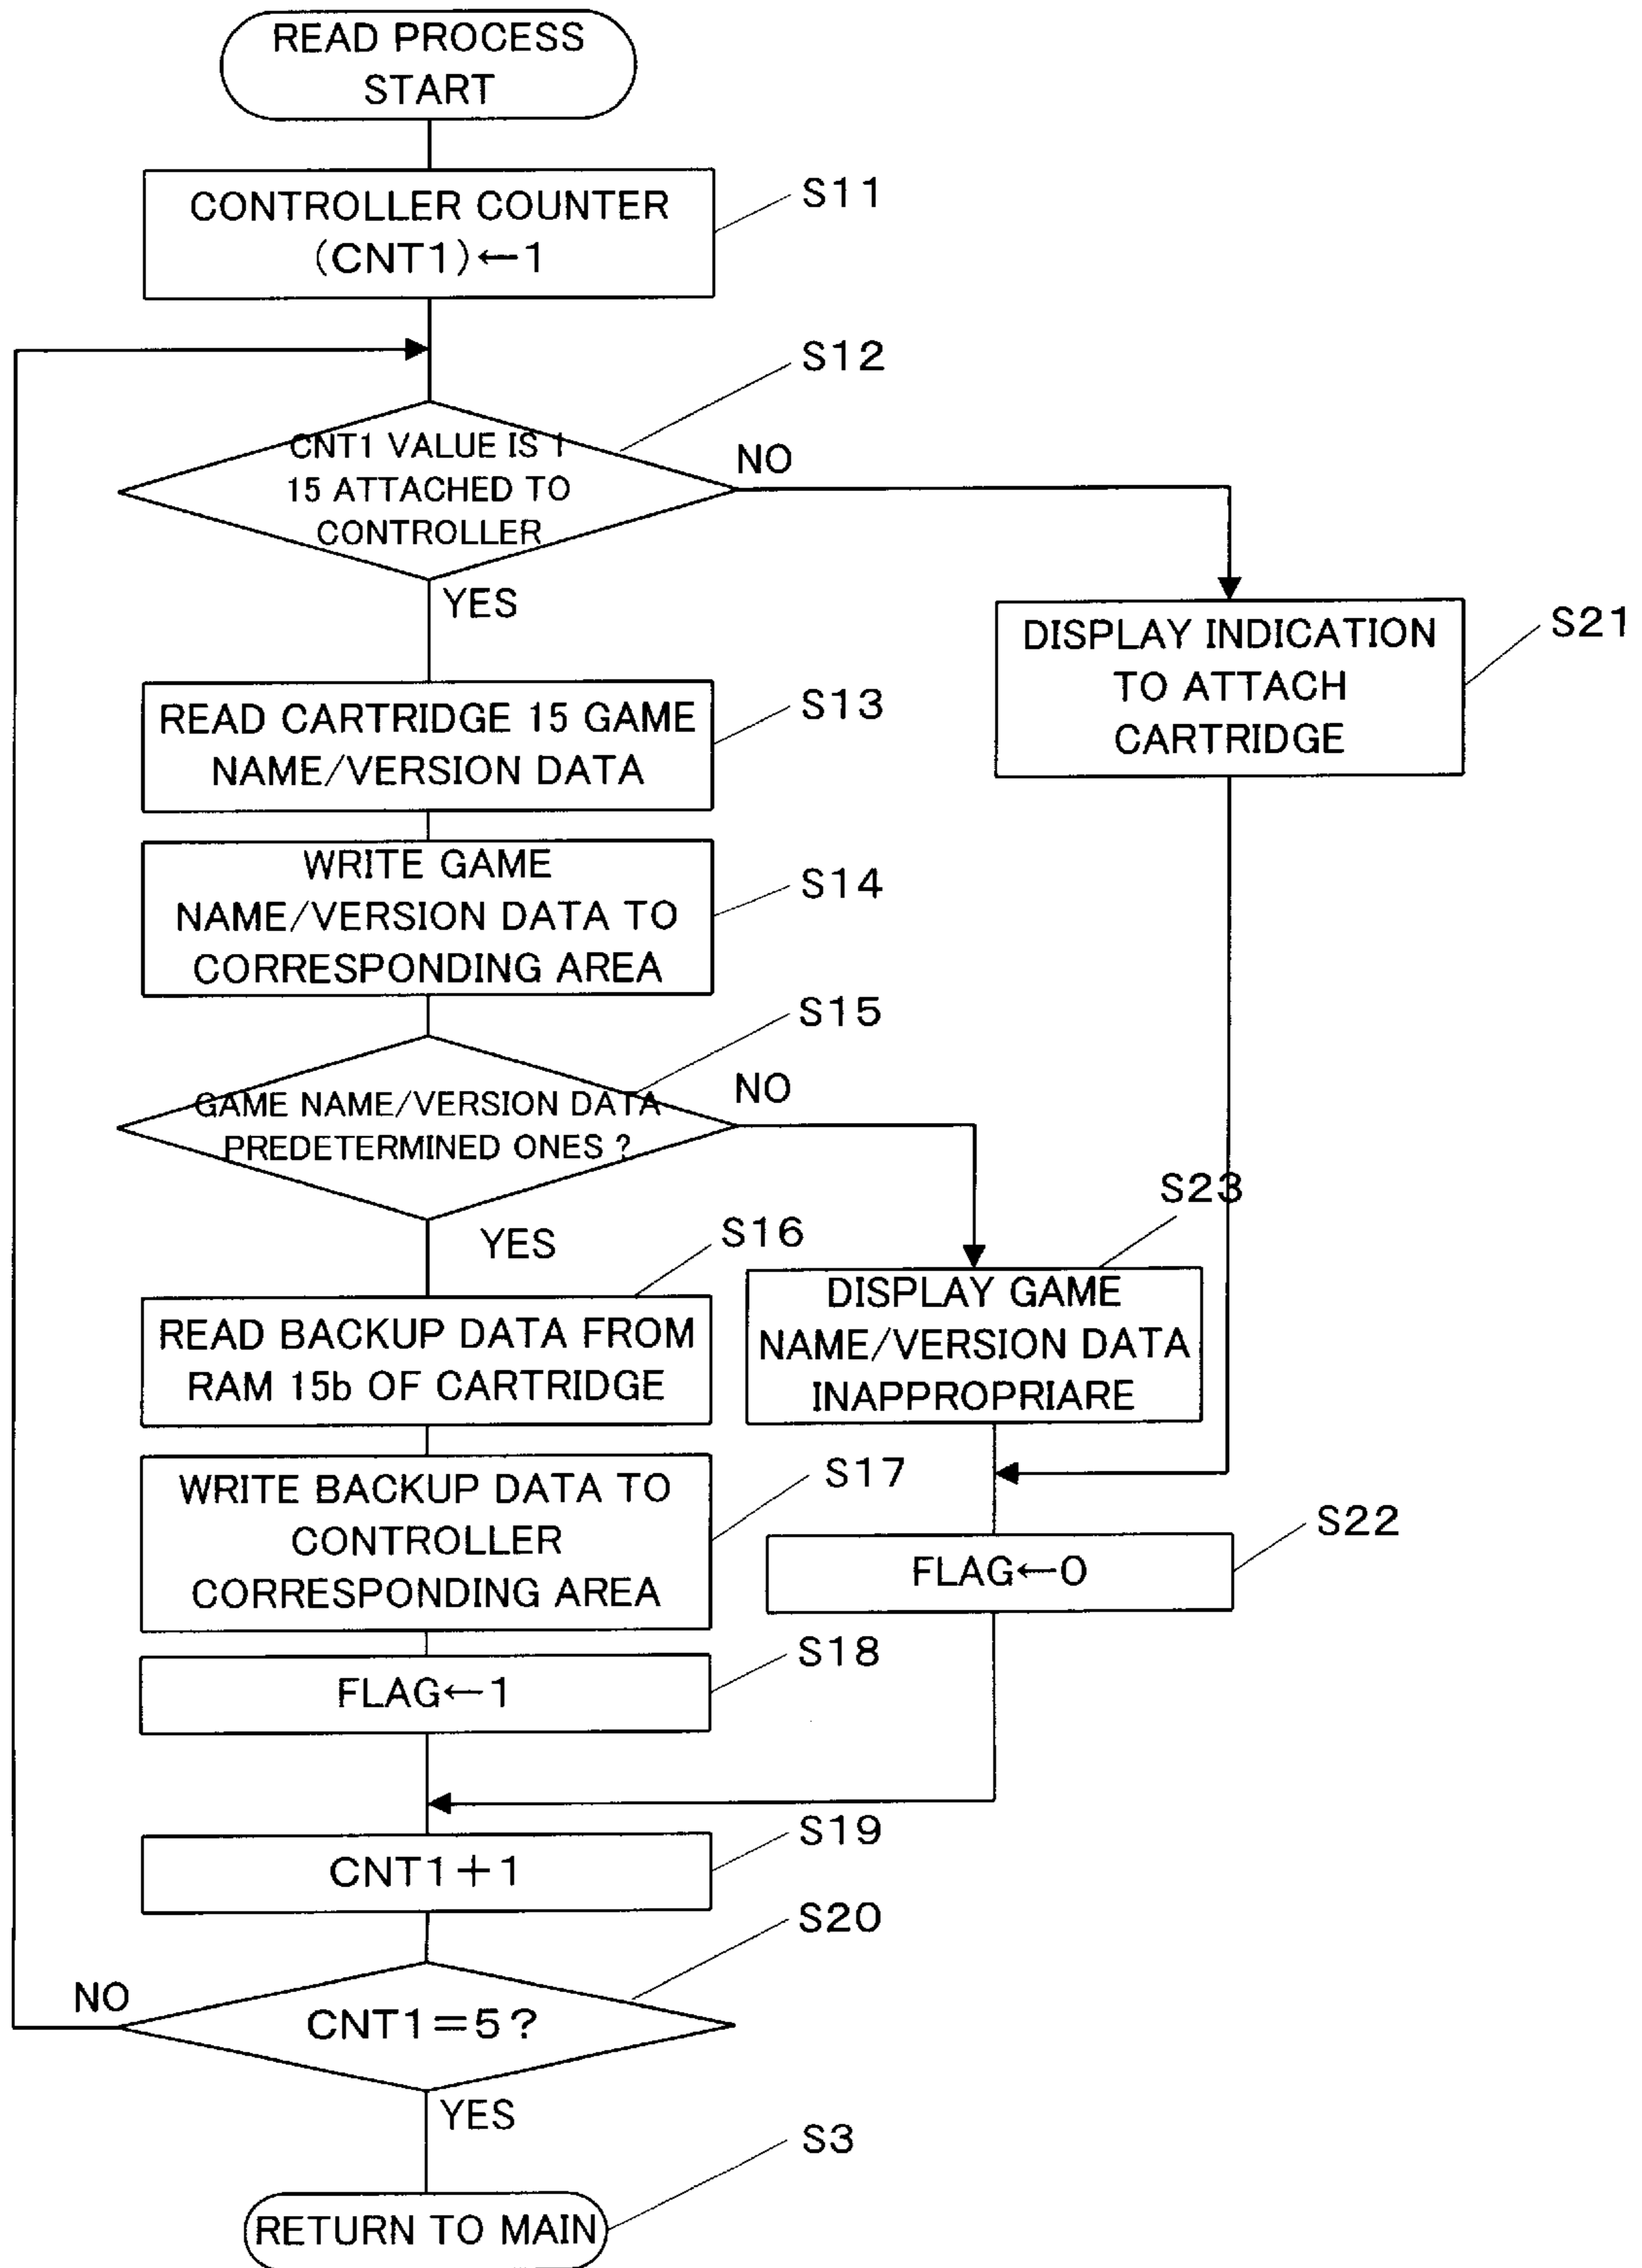 READ PROCESS
START
CONTROLLER COUNTER
(CNT1)←1
S11
S12
CNT1 VALUE IS 1
15 ATTACHED TO
CONTROLLER
NO
YES
DISPLAY INDICATION
TO ATTACH
CARTRIDGE
S21
READ CARTRIDGE 15 GAME
NAME/VERSION DATA
S13
WRITE GAME
NAME/VERSION DATA TO
CORRESPONDING AREA
S14
S15
GAME NAME/VERSION DATA
PREDETERMINED ONES ?
NO
YES
S23
DISPLAY GAME
NAME/VERSION DATA
INAPPROPRIARE
S16
READ BACKUP DATA FROM
RAM 15b OF CARTRIDGE
WRITE BACKUP DATA TO
CONTROLLER
CORRESPONDING AREA
S17
FLAG←0
S22
FLAG←1
S18
CNT1+1
S19
S20
CNT1=5?
NO
YES
S3
RETURN TO MAIN